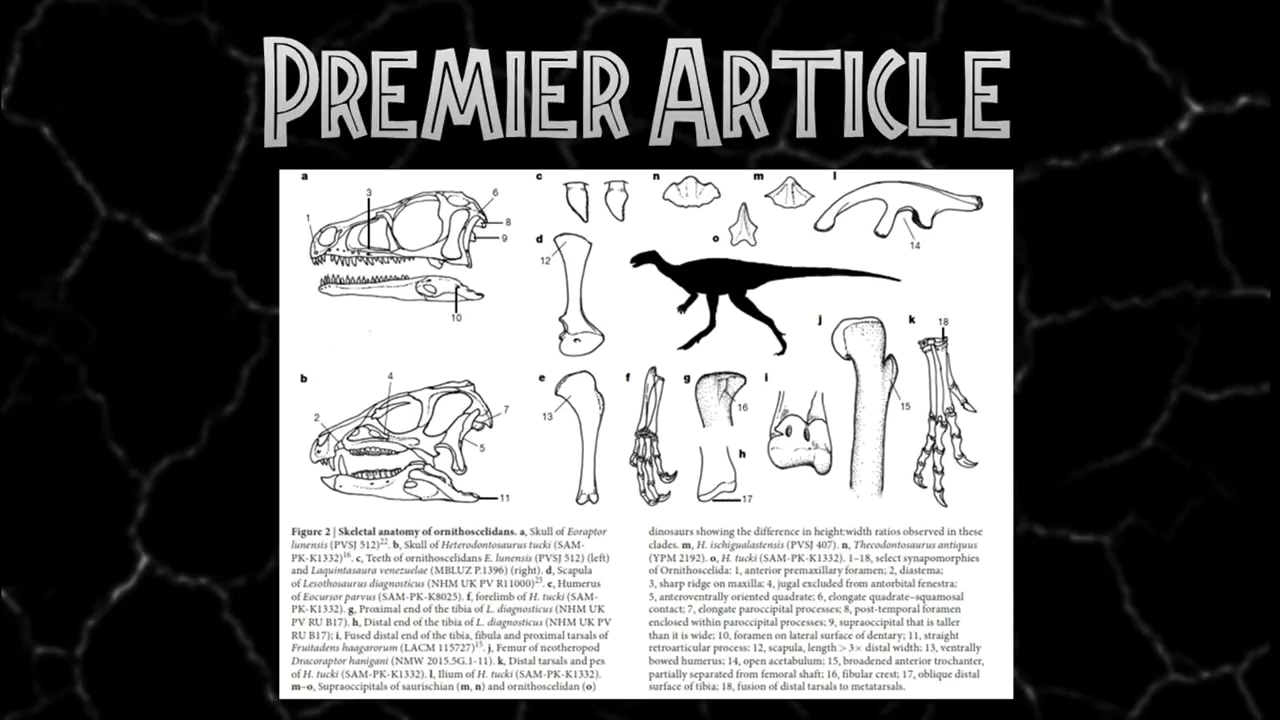 PREMIER ARTICLE
a
c
n
m
l
3
6
1
8
9
o
d
12
14
10
j
k
18
b
4
e
f
g
i
2
7
13
16
15
5
h
11
17
Figure 2 | Skeletal anatomy of ornithoscelidans. a, Skull of Eoraptor
lunensis (PVSJ 512)22. b, Skull of Heterodontosaurus tucki (SAM-
PK-K1332)16. c, Teeth of ornithoscelidans E. lunensis (PVSJ 512) (left)
and Laquintasaura venezuelae (MBLUZ P.1396) (right). d, Scapula
of Lesothosaurus diagnosticus (NHM UK PV R11000)23. e, Humerus
of Eocursor parvus (SAM-PK-K8025). f, forelimb of H. tucki (SAM-
PK-K1332). g, Proximal end of the tibia of L. diagnosticus (NHM UK
PV RU B17). h, Distal end of the tibia of L. diagnosticus (NHM UK PV
RU B17); i, Fused distal end of the tibia, fibula and proximal tarsals of
Fruitadens haagarorum (LACM 115727)15. j, Femur of neotheropod
Dracoraptor hanigani (NMW 2015.5G.1-11). k, Distal tarsals and pes
of H. tucki (SAM-PK-K1332). l, Ilium of H. tucki (SAM-PK-K1332).
m–o, Supraoccipitals of saurischian (m, n) and ornithoscelidan (o)
dinosaurs showing the difference in height:width ratios observed in these
clades. m, H. ischigualastensis (PVSJ 407). n, Thecodontosaurus antiquus
(YPM 2192). o, H. tucki (SAM-PK-K1332). 1–18, select synapomorphies
of Ornithoscelida: 1, anterior premaxillary foramen; 2, diastema;
3, sharp ridge on maxilla; 4, jugal excluded from antorbital fenestra;
5, anteroventrally oriented quadrate; 6, elongate quadrate–squamosal
contact; 7, elongate paroccipital processes; 8, post-temporal foramen
enclosed within paroccipital processes; 9, supraoccipital that is taller
than it is wide; 10, foramen on lateral surface of dentary; 11, straight
retroarticular process; 12, scapula, length > 3× distal width; 13, ventrally
bowed humerus; 14, open acetabulum; 15, broadened anterior trochanter,
partially separated from femoral shaft; 16, fibular crest; 17, oblique distal
surface of tibia; 18, fusion of distal tarsals to metatarsals.